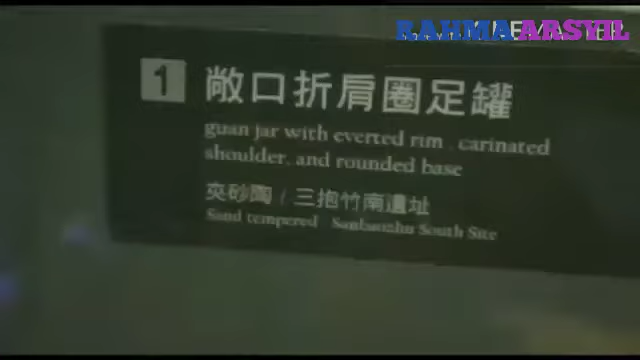 RAHMA ARSYIL
1 敞口折肩圈足罐
guan jar with everted rim , carinated
shoulder, and rounded base
夾砂陶 / 三抱竹南遺址
Sand tempered Sanbaozhu South Site